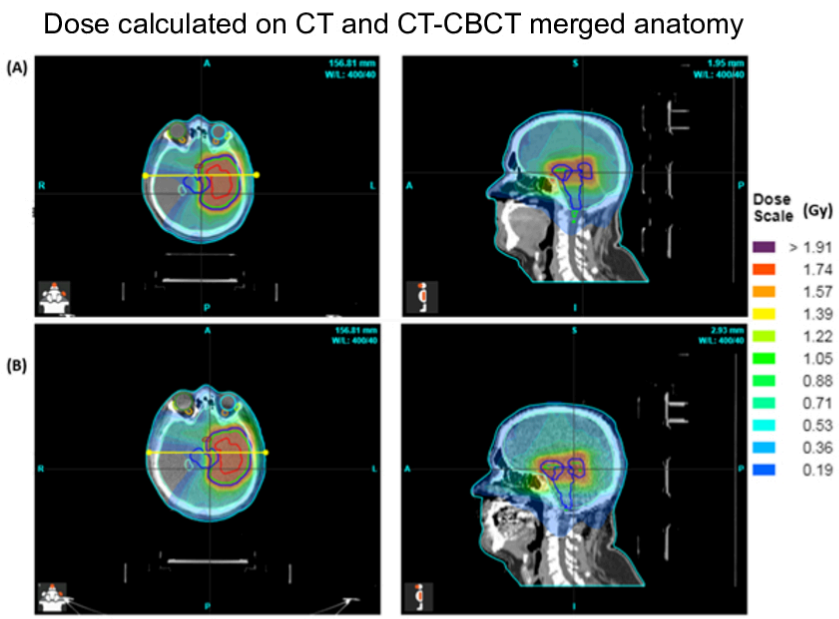 Dose calculated on CT and CT-CBCT merged anatomy
(A)
A
156.81 mm
W/L: 400/40
R
L
P
S
1.95 mm
W/L: 400/40
A
P
I
(B)
A
156.81 mm
W/L: 400/40
R
L
P
S
2.93 mm
W/L: 400/40
A
P
I
Dose
Scale (Gy)
> 1.91
1.74
1.57
1.39
1.22
1.05
0.88
0.71
0.53
0.36
0.19